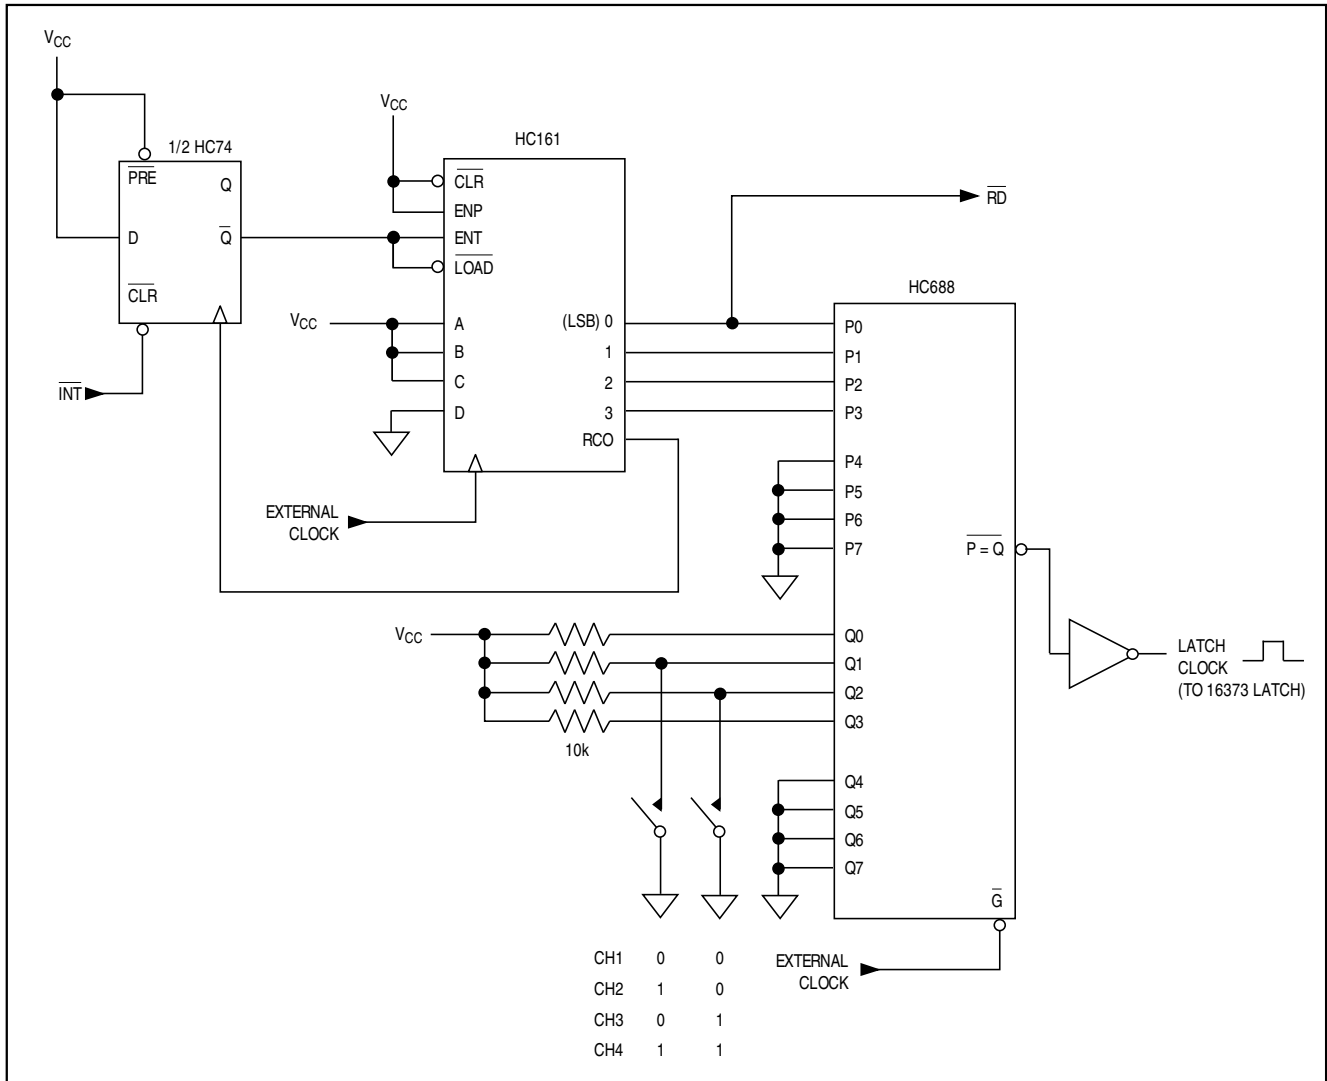 VCC
1/2 HC74
PRE
Q
D
Q
CLR
INT
VCC
HC161
CLR
ENP
ENT
LOAD
VCC
A
B
C
D
(LSB) 0
1
2
3
RCO
EXTERNAL
CLOCK
RD
HC688
P0
P1
P2
P3
P4
P5
P6
P7
P = Q
VCC
Q0
Q1
Q2
Q3
10k
Q4
Q5
Q6
Q7
G
LATCH
CLOCK
(TO 16373 LATCH)
EXTERNAL
CLOCK
CH1 0 0
CH2 1 0
CH3 0 1
CH4 1 1